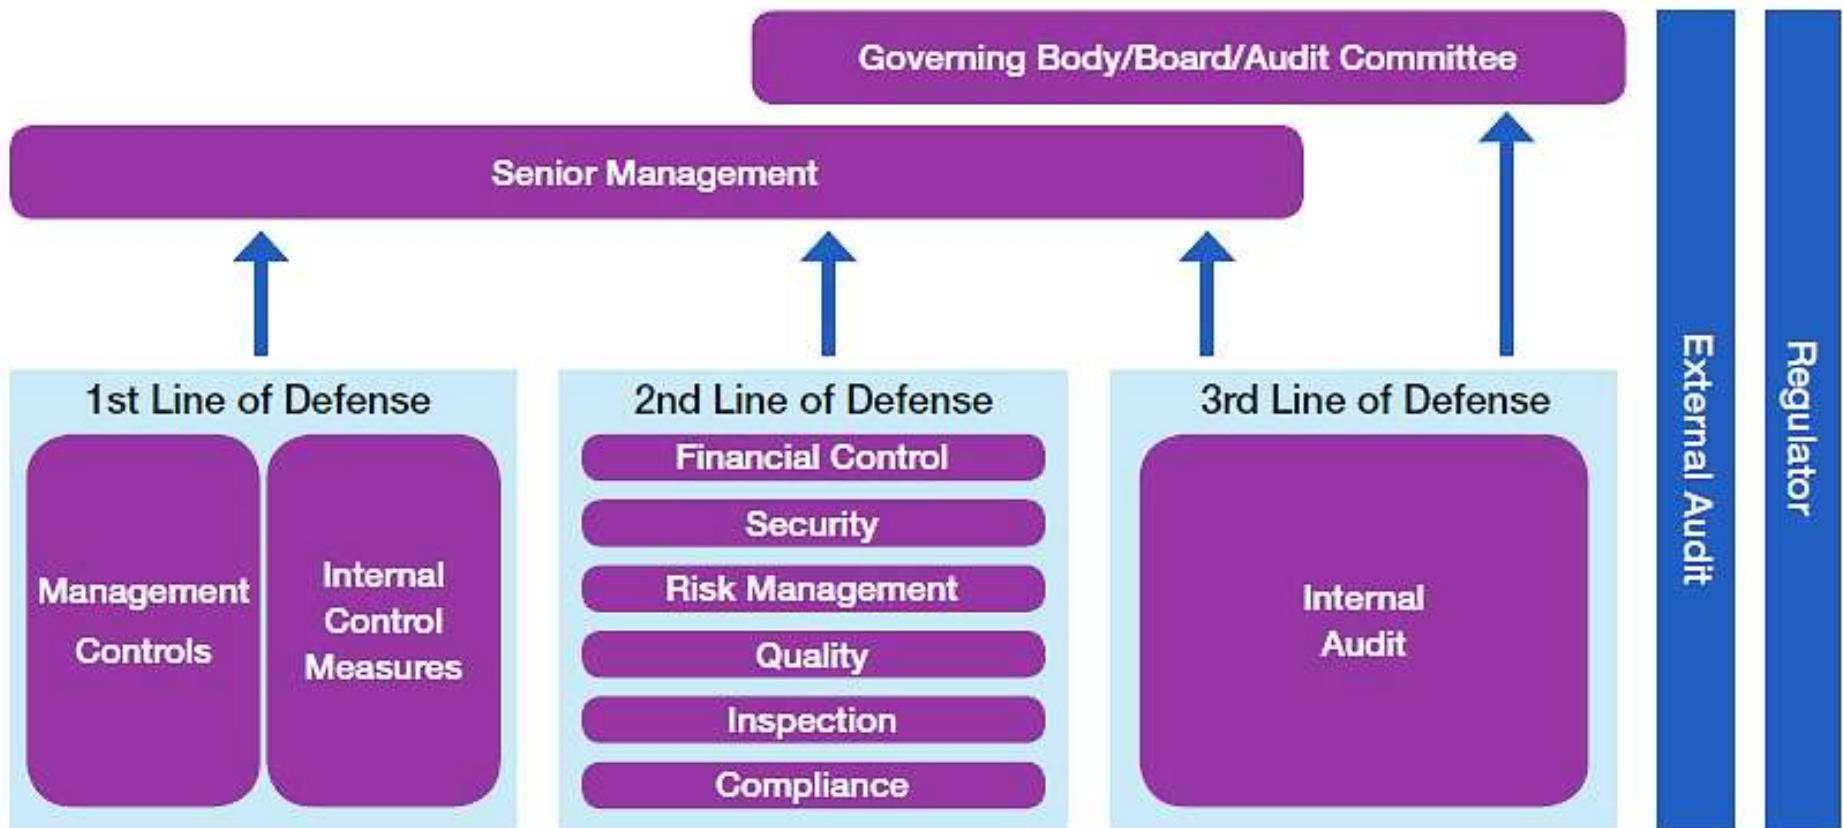 Governing Body/Board/Audit Committee
Senior Management
1st Line of Defense
Management
Controls
Internal
Control
Measures
2nd Line of Defense
Financial Control
Security
Risk Management
Quality
Inspection
Compliance
3rd Line of Defense
Internal
Audit
External Audit
Regulator